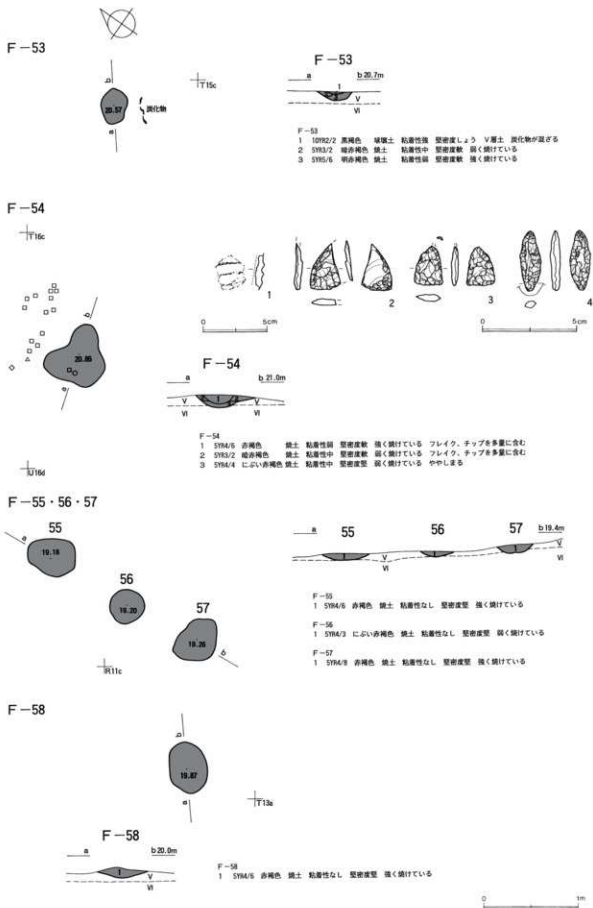 F-53
T15c
b
20.57
a
炭化物
F-53
a 1 b 20.7m
V
VI
F-53
1 10YR2/2 黒褐色 埴壌土 粘着性強 堅密度しょう V層土 炭化物が混ざる
2 5YR3/2 暗赤褐色 焼土 粘着性中 堅密度軟 弱く焼けている
3 5YR5/6 明赤褐色 焼土 粘着性弱 堅密度軟 強く焼けている
F-54
T16c
b
20.86
a
U16d
1 2 3 4
0 5cm
0 5cm
F-54
a b 21.0m
V 1 V
VI VI
F-54
1 5YR4/6 赤褐色 焼土 粘着性弱 堅密度軟 強く焼けている フレイク、チップを多量に含む
2 5YR3/2 暗赤褐色 焼土 粘着性中 堅密度軟 弱く焼けている フレイク、チップを多量に含む
3 5YR4/4 にぶい赤褐色 焼土 粘着性中 堅密度堅 弱く焼けている ややしまる
F-55・56・57
55
a
19.18
56
19.20
57
19.26
b
R11c
a 55 56 57 b 19.4m
1 V 1 1 V
VI VI
F-55
1 5YR4/6 赤褐色 焼土 粘着性なし 堅密度堅 強く焼けている
F-56
1 5YR4/3 にぶい赤褐色 焼土 粘着性なし 堅密度堅 弱く焼けている
F-57
1 5YR4/8 赤褐色 焼土 粘着性なし 堅密度堅 強く焼けている
F-58
b
19.87
a
T13a
F-58
a b 20.0m
1 V
VI
F-58
1 5YR4/6 赤褐色 焼土 粘着性なし 堅密度堅 強く焼けている
0 1m